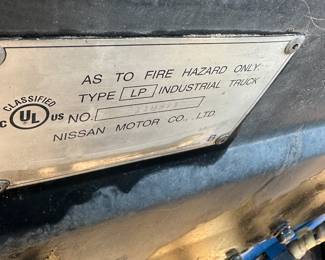 AS TO FIRE HAZARD ONLY.
CLASSIFIED
TYPE LP INDUSTRIAL TRUCK
C UL US NO.
NISSAN MOTOR CO., LTD.